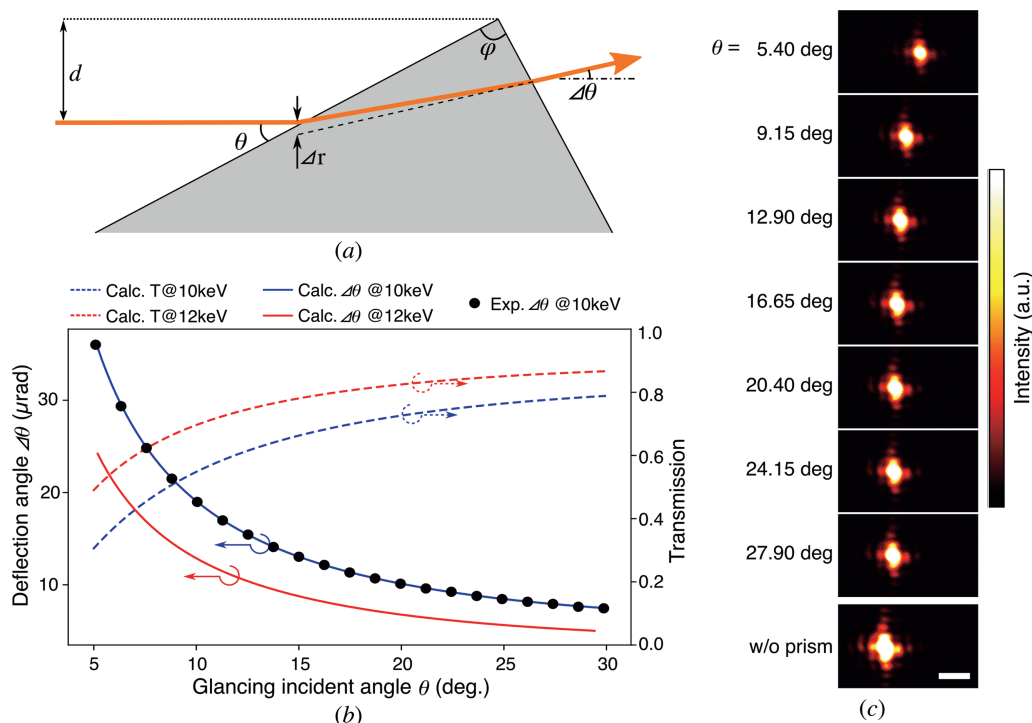 d
θ
Δr
φ
Δθ
(a)
Calc. T@10keV
Calc. Δθ @10keV
Exp. Δθ @10keV
Calc. T@12keV
Calc. Δθ @12keV
Deflection angle Δθ (μrad)
30
20
10
1.0
0.8
0.6
0.4
0.2
0.0
Transmission
5 10 15 20 25 30
Glancing incident angle θ (deg.)
(b)
(c)
θ = 5.40 deg
9.15 deg
12.90 deg
16.65 deg
20.40 deg
24.15 deg
27.90 deg
w/o prism
Intensity (a.u.)